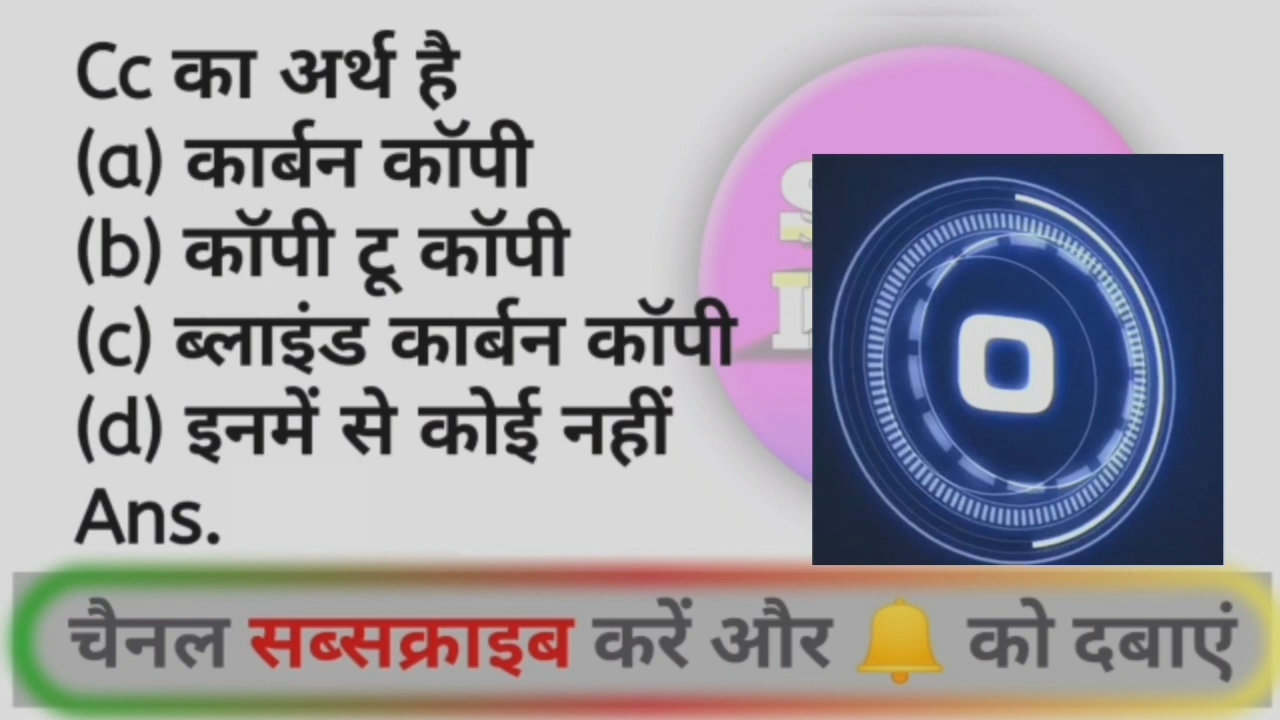 Cc का अर्थ है
(a) कार्बन कॉपी
(b) कॉपी टू कॉपी
(c) ब्लाइंड कार्बन कॉपी
(d) इनमें से कोई नहीं
Ans.
चैनल सब्सक्राइब करें और 🔔 को दबाएं